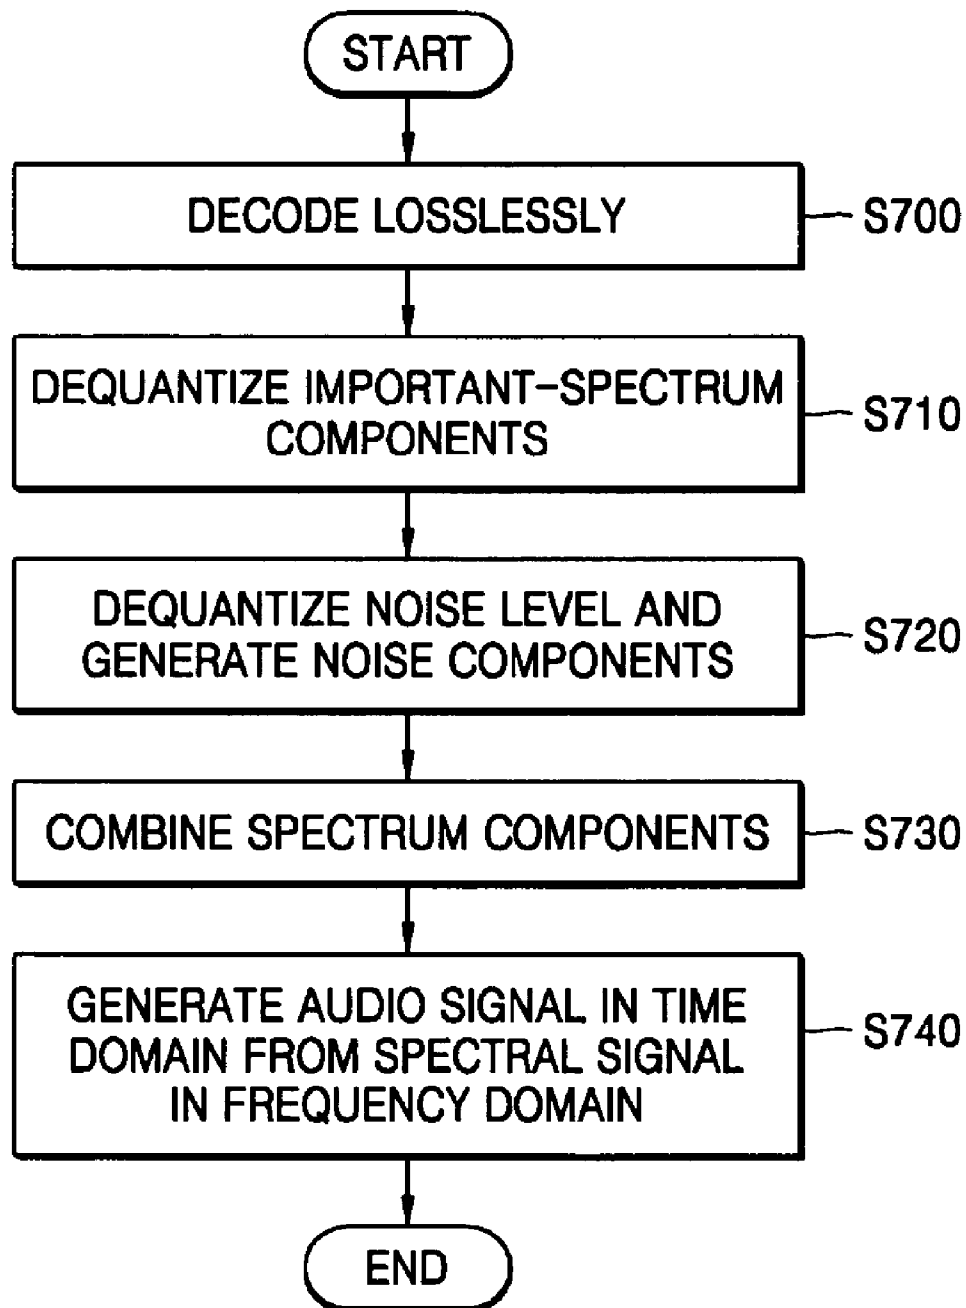 START
DECODE LOSSLESSLY
S700
DEQUANTIZE IMPORTANT-SPECTRUM
COMPONENTS
S710
DEQUANTIZE NOISE LEVEL AND
GENERATE NOISE COMPONENTS
S720
COMBINE SPECTRUM COMPONENTS
S730
GENERATE AUDIO SIGNAL IN TIME
DOMAIN FROM SPECTRAL SIGNAL
IN FREQUENCY DOMAIN
S740
END